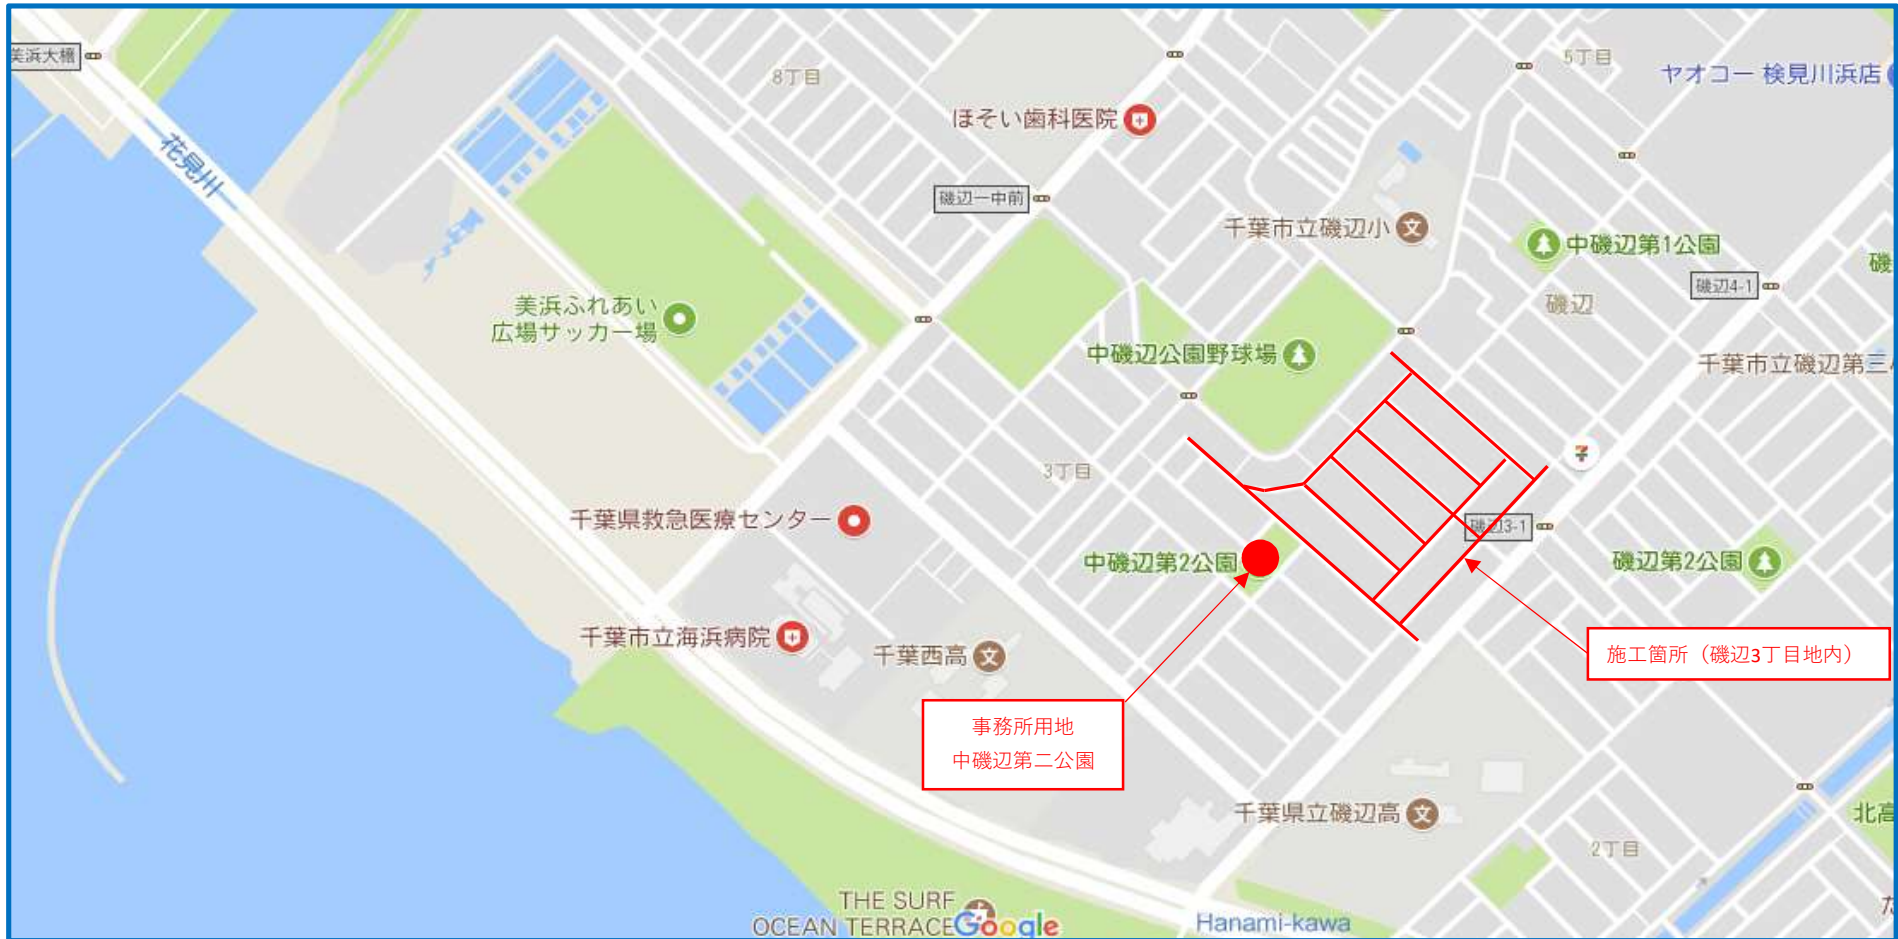 美浜大橋
花見川
8丁目
5丁目
ヤオコー 検見川浜店
ほそい歯科医院
磯辺一中前
千葉市立磯辺小
文
中磯辺第1公園
磯辺4-1
磯辺
美浜ふれあい
広場サッカー場
中磯辺公園野球場
千葉市立磯辺第三
3丁目
7
千葉県救急医療センター
磯辺3-1
中磯辺第2公園
磯辺第2公園
千葉市立海浜病院
千葉西高
文
施工箇所（磯辺3丁目地内）
事務所用地
中磯辺第二公園
千葉県立磯辺高
文
北高
2丁目
THE SURF
OCEAN TERRACE
Google
Hanami-kawa